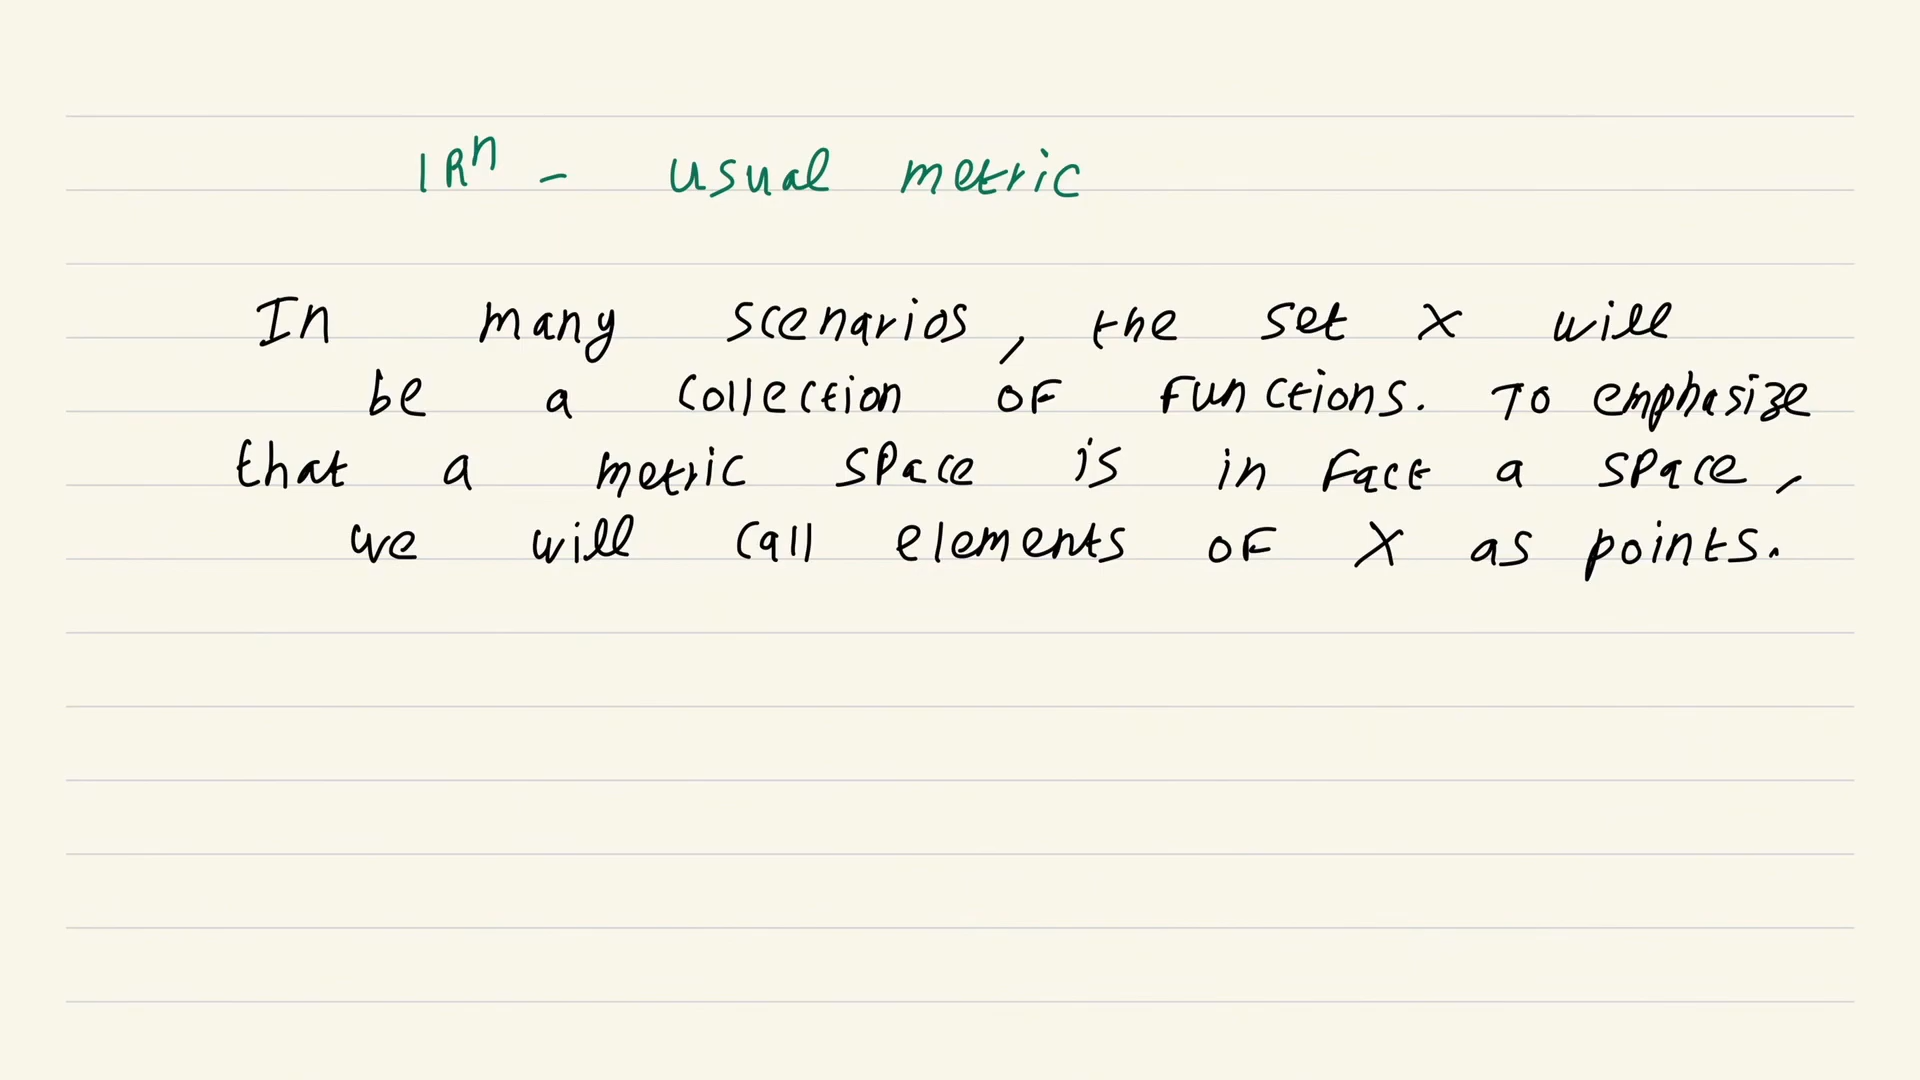 ℝⁿ - usual metric
In many scenarios, the set X will
be a collection of functions. To emphasize
that a metric space is in fact a space,
we will call elements of X as points.